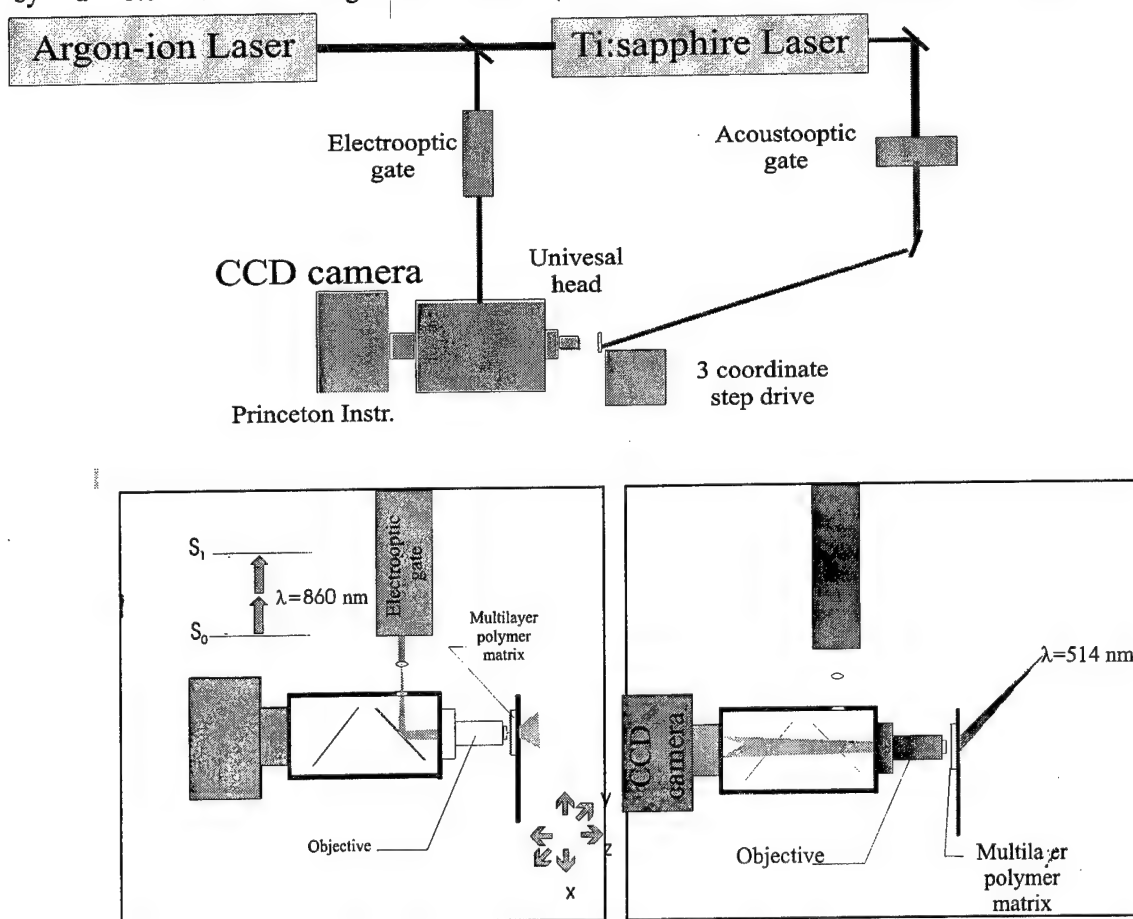 Argon-ion Laser
Ti:sapphire Laser
Electrooptic
gate
Acoustooptic
gate
CCD camera
Univesal
head
3 coordinate
step drive
Princeton Instr.
S1
λ=860 nm
S0
Electrooptic
gate
Multilayer
polymer
matrix
Objective
Y
Z
X
λ=514 nm
CCD
camera
Objective
Multilayer
polymer
matrix